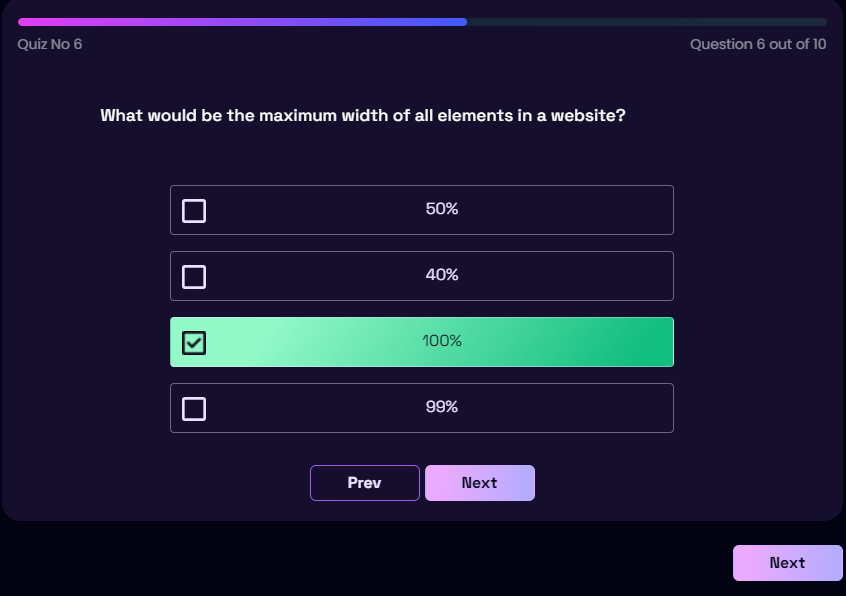 Quiz No 6
Question 6 out of 10
What would be the maximum width of all elements in a website?
50%
40%
100%
99%
Prev
Next
Next